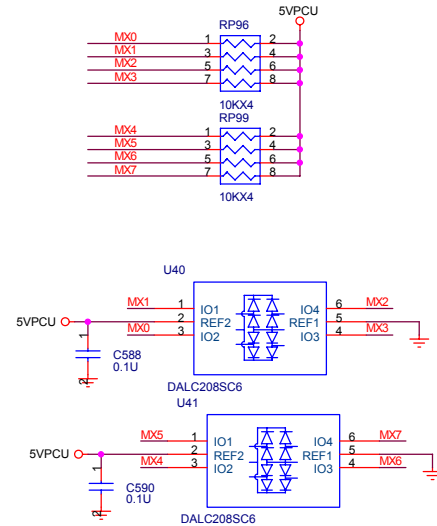 5VPCU
RP96
MX0 1 2
MX1 3 4
MX2 5 6
MX3 7 8
10KX4
RP99
MX4 1 2
MX5 3 4
MX6 5 6
MX7 7 8
10KX4
U40
MX1 1 IO1 IO4 6 MX2
5VPCU 2 REF2 REF1 5
MX0 3 IO2 IO3 4 MX3
1
C588
0.1U
2
DALC208SC6
U41
MX5 1 IO1 IO4 6 MX7
5VPCU 2 REF2 REF1 5
MX4 3 IO2 IO3 4 MX6
1
C590
0.1U
2
DALC208SC6